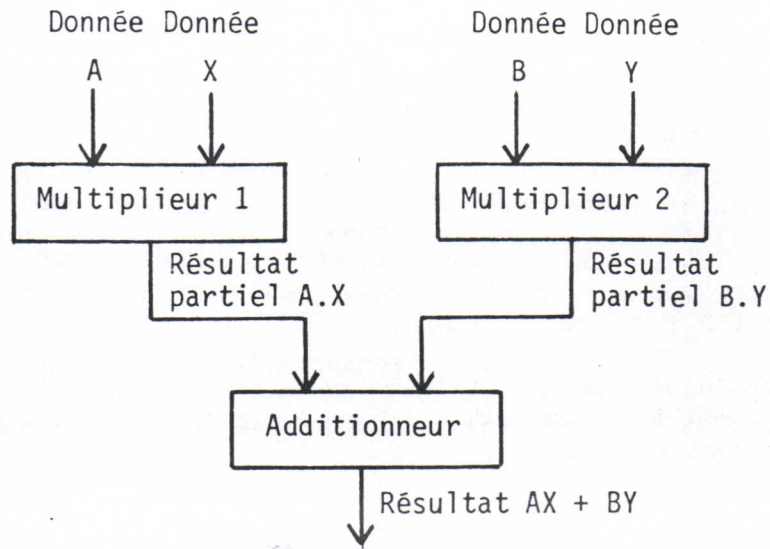 Donnée Donnée
A X
Donnée Donnée
B Y
Multiplieur 1
Multiplieur 2
Résultat
partiel A.X
Résultat
partiel B.Y
Additionneur
Résultat AX + BY